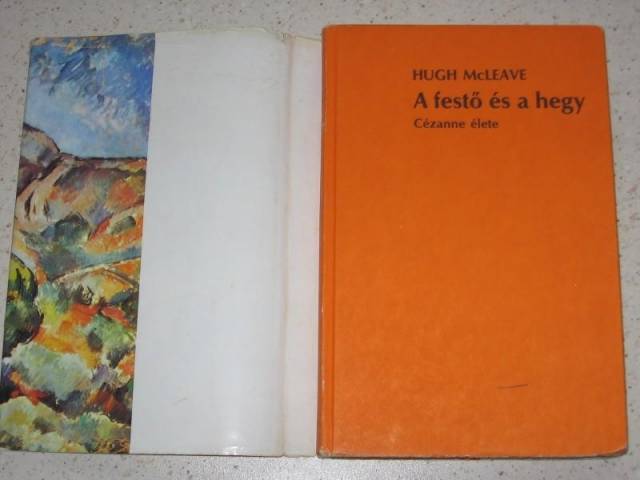 HUGH McLEAVE
A festő és a hegy
Cézanne élete